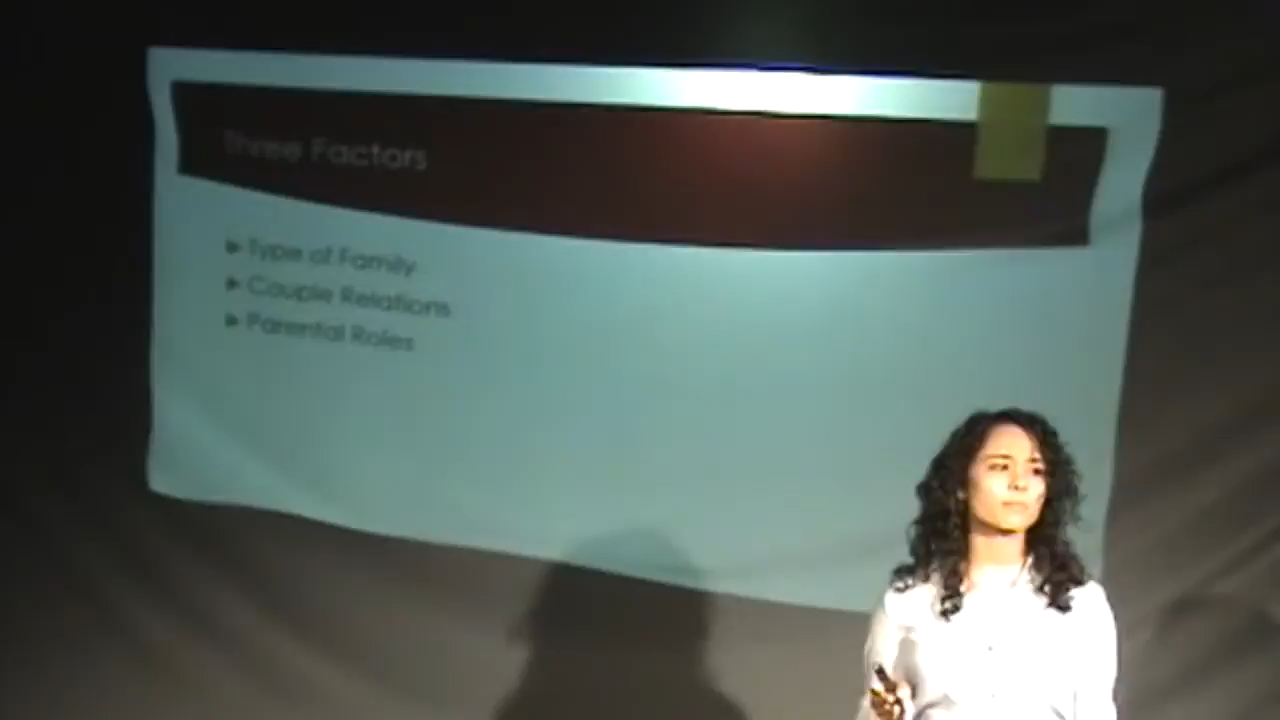 Three Factors
Type of Family
Couple Relations
Parental Roles